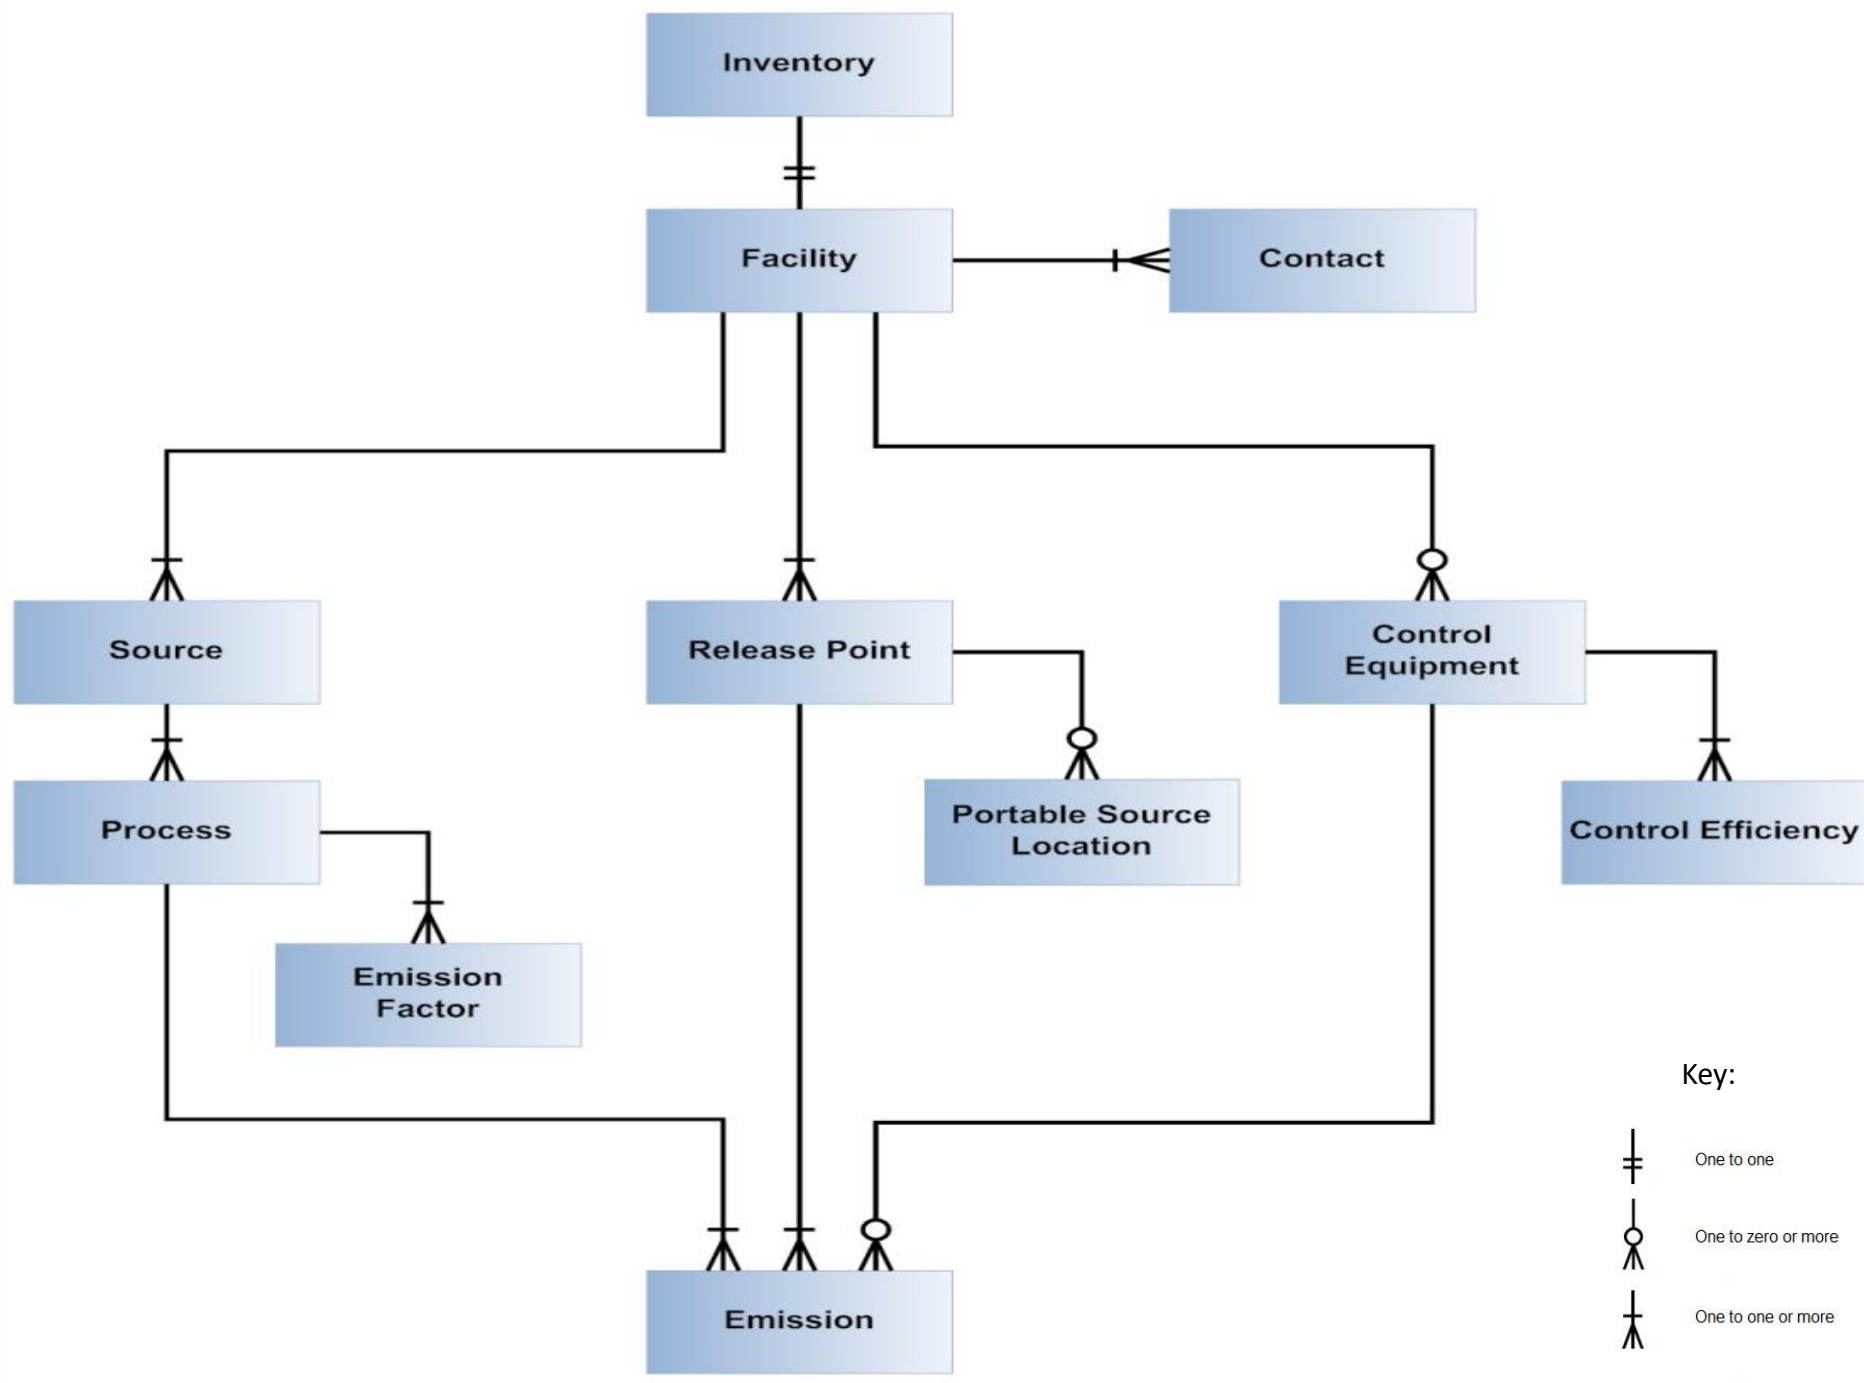 Inventory
Facility
Contact
Source
Release Point
Control
Equipment
Process
Portable Source
Location
Control Efficiency
Emission
Factor
Key:
One to one
One to zero or more
One to one or more
Emission